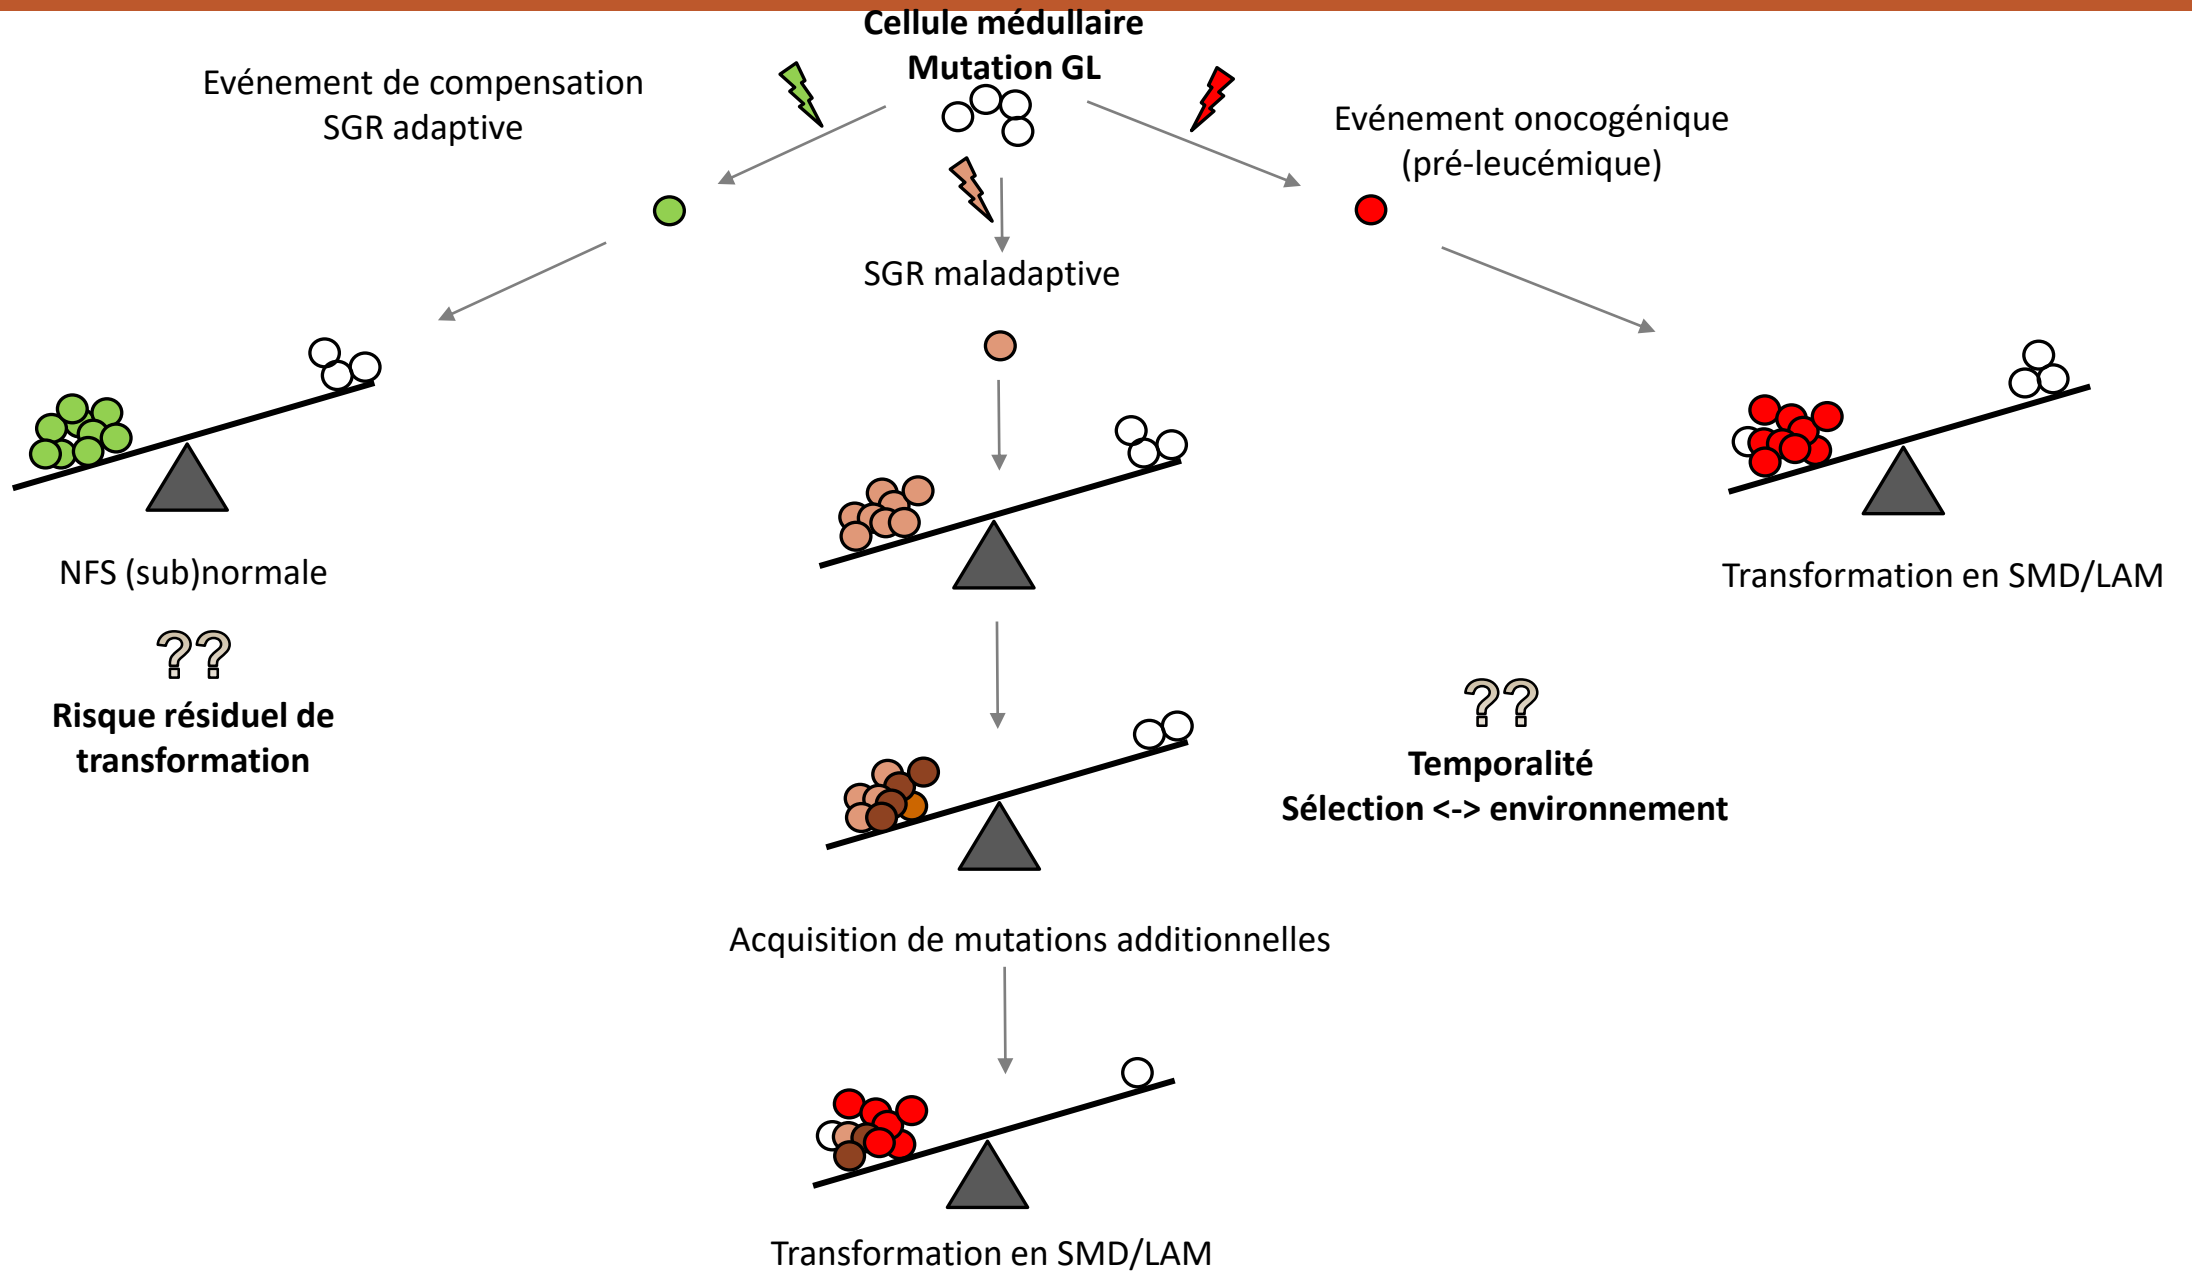 Cellule médullaire
Mutation GL
Evénement de compensation
SGR adaptive
Evénement onocogénique
(pré-leucémique)
SGR maladaptive
NFS (sub)normale
??
Risque résiduel de
transformation
Transformation en SMD/LAM
??
Temporalité
Sélection <-> environnement
Acquisition de mutations additionnelles
Transformation en SMD/LAM